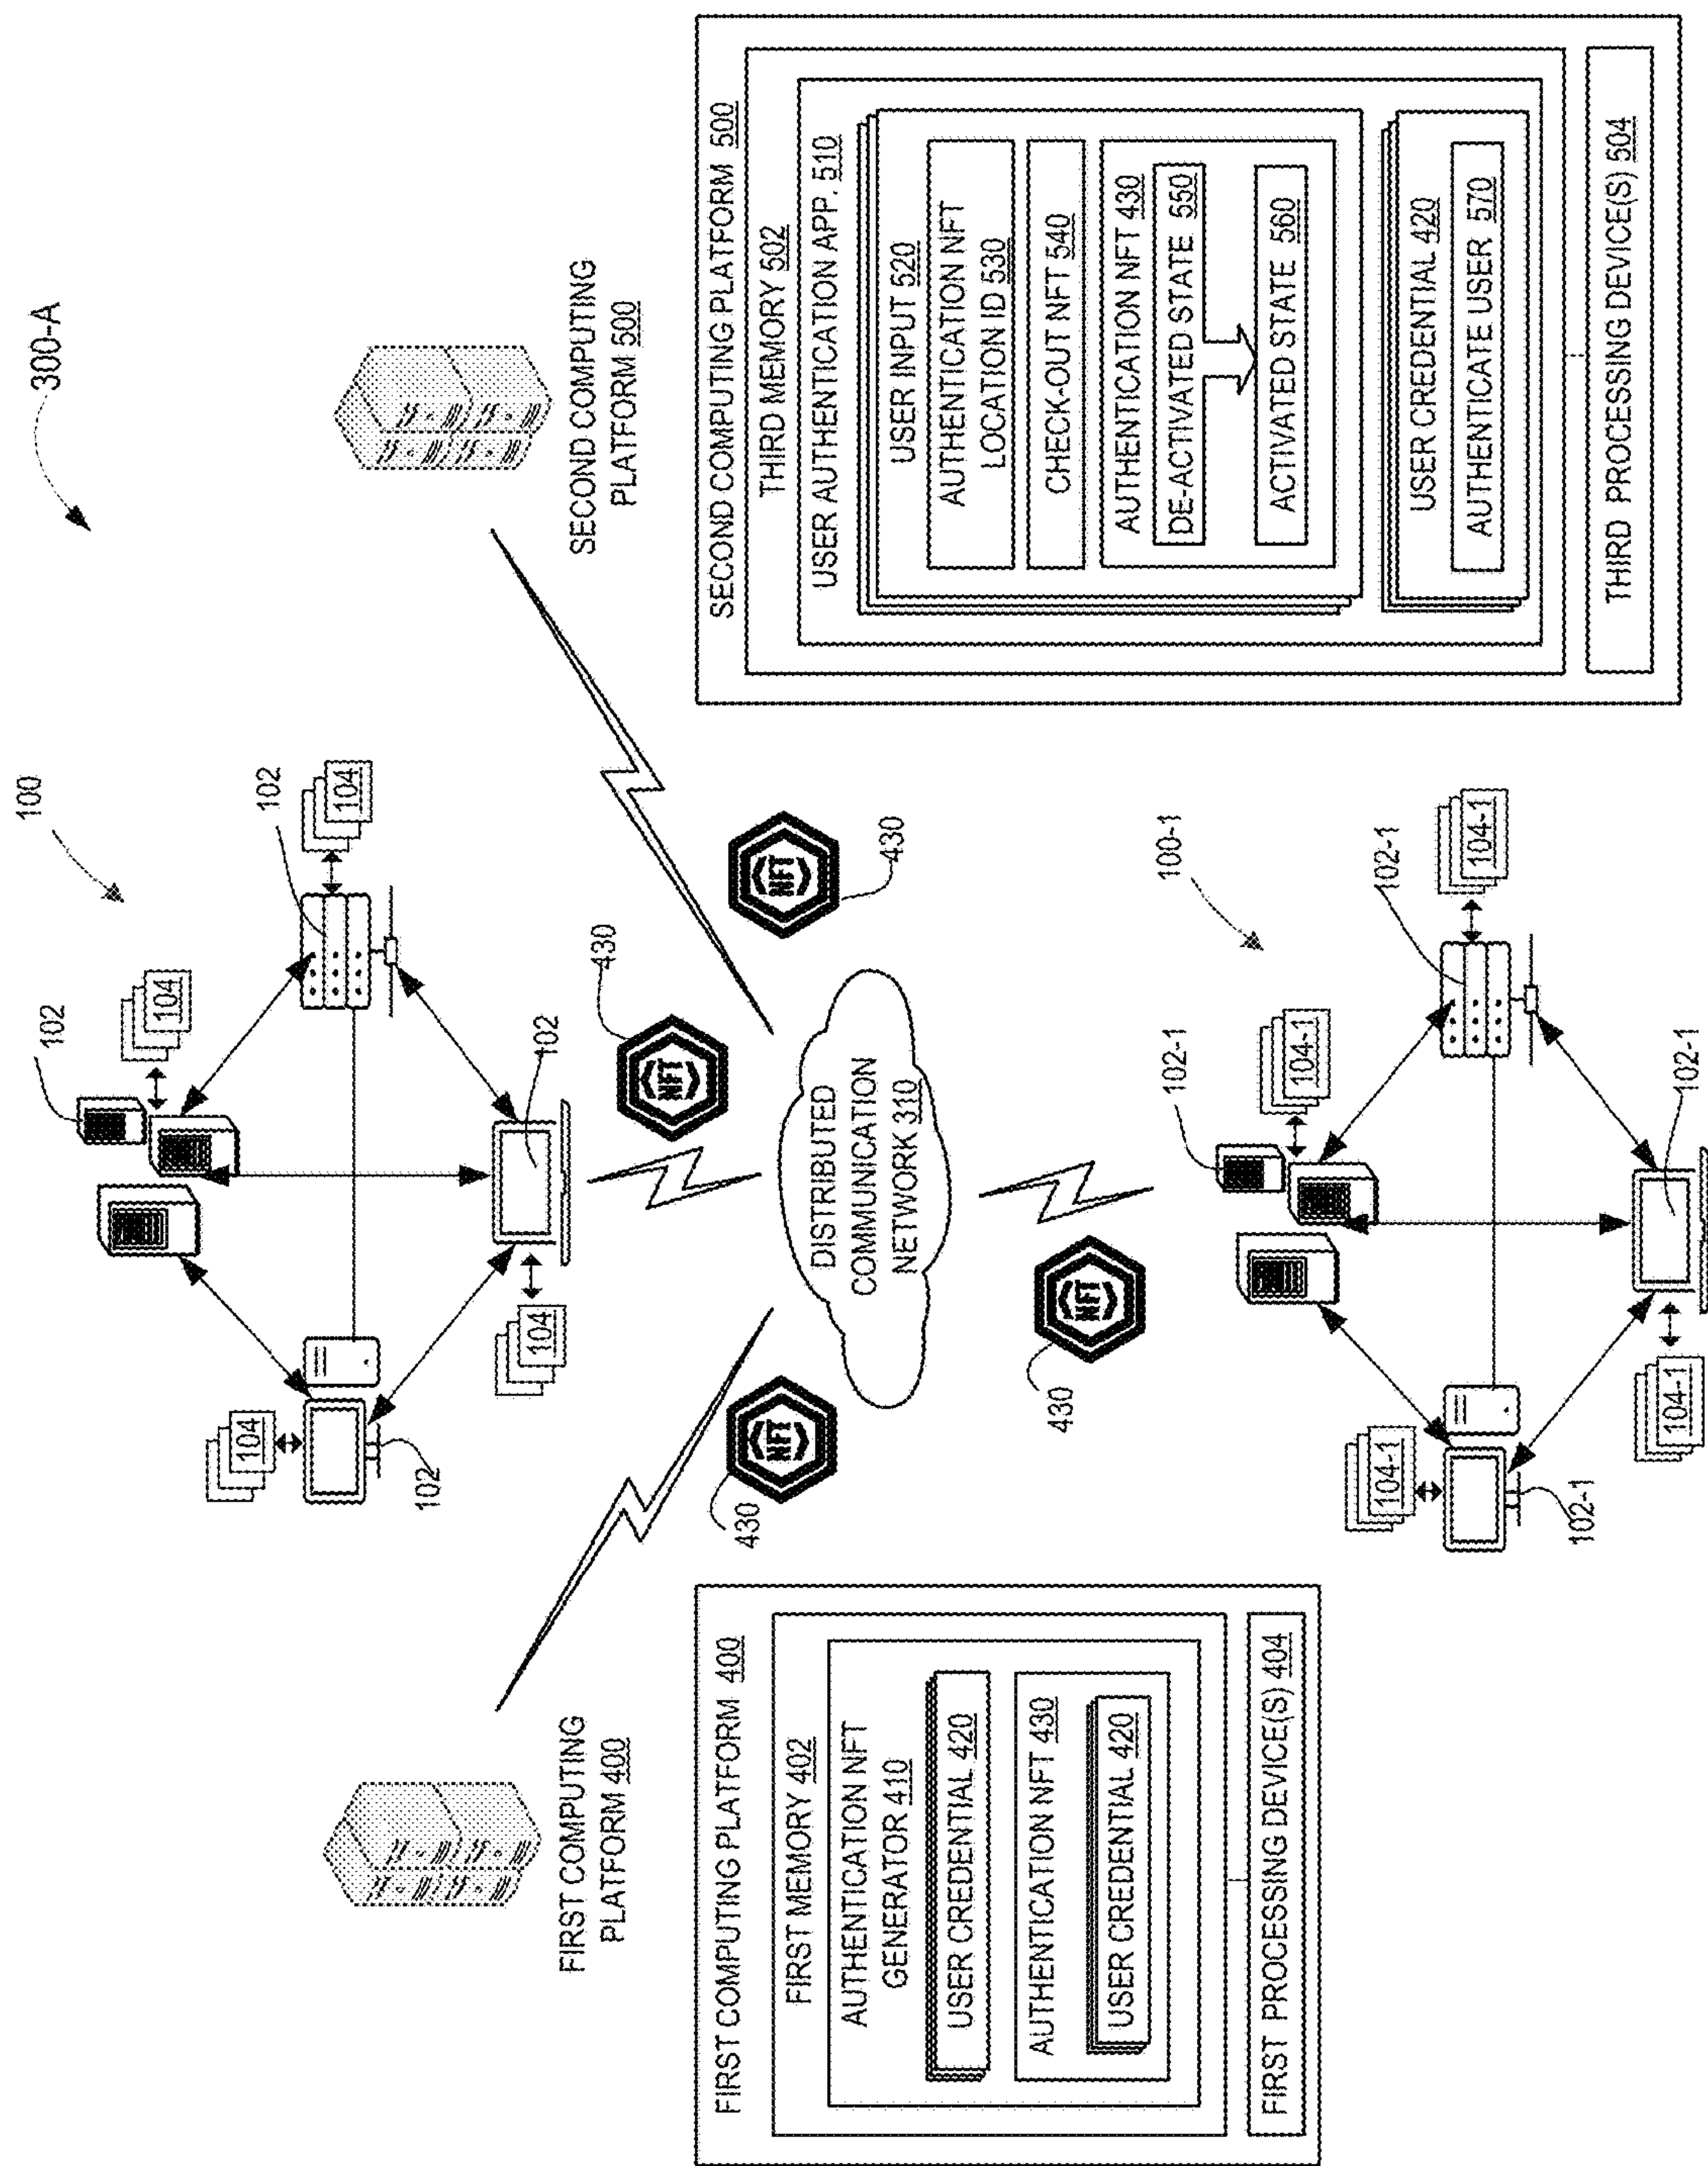 300-A
100
102
104
102
104
102
104
104
102
FIRST COMPUTING
PLATFORM 400
SECOND COMPUTING
PLATFORM 500
430
NFT
430
NFT
NFT
430
DISTRIBUTED
COMMUNICATION
NETWORK 310
NFT
430
FIRST COMPUTING PLATFORM 400
FIRST MEMORY 402
AUTHENTICATION NFT
GENERATOR 410
USER CREDENTIAL 420
AUTHENTICATION NFT 430
USER CREDENTIAL 420
FIRST PROCESSING DEVICE(S) 404
100-1
102-1
104-1
102-1
104-1
104-1
102-1
104-1
102-1
SECOND COMPUTING PLATFORM 500
THIRD MEMORY 502
USER AUTHENTICATION APP. 510
USER INPUT 520
AUTHENTICATION NFT
LOCATION ID 530
CHECK-OUT NFT 540
AUTHENTICATION NFT 430
DE-ACTIVATED STATE 550
ACTIVATED STATE 560
USER CREDENTIAL 420
AUTHENTICATE USER 570
THIRD PROCESSING DEVICE(S) 504